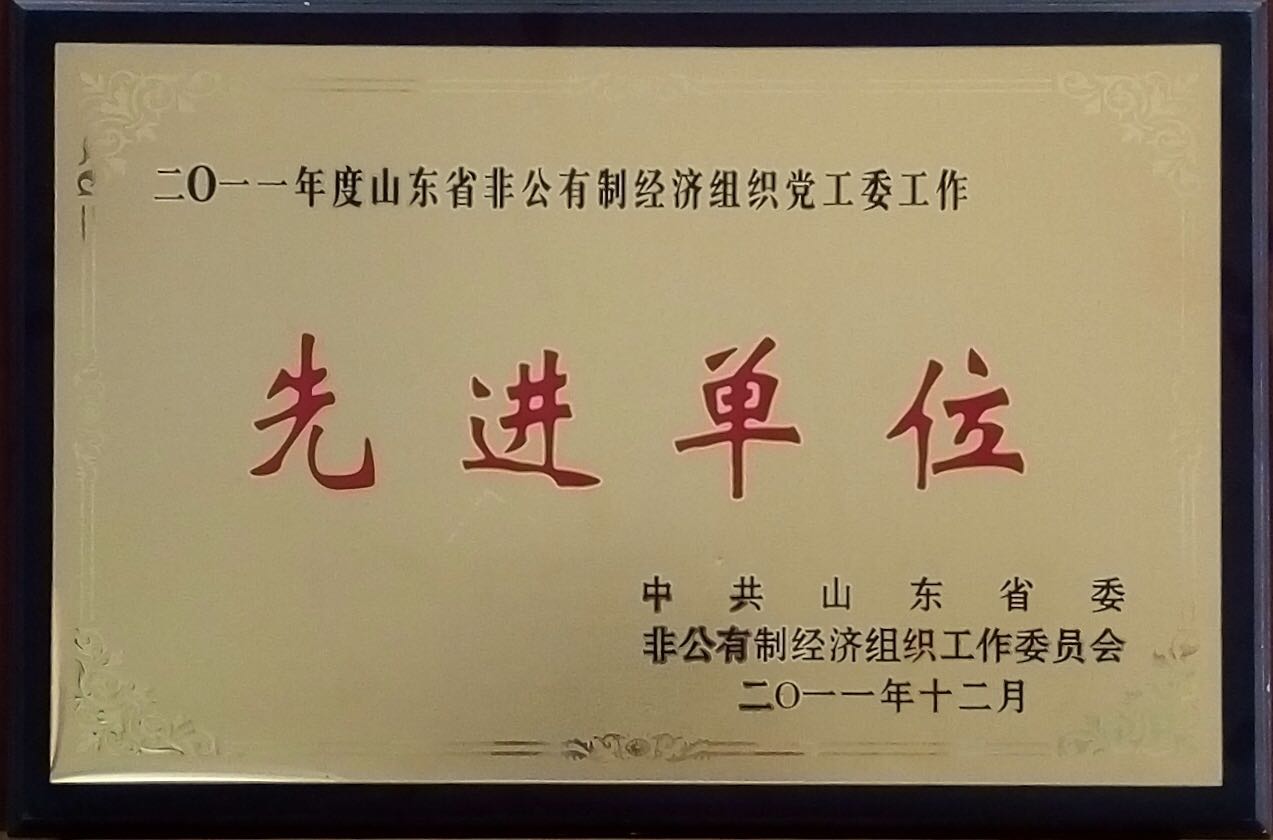 二〇一一年度山东省非公有制经济组织党工委工作
先进单位
中共山东省委
非公有制经济组织工作委员会
二〇一一年十二月